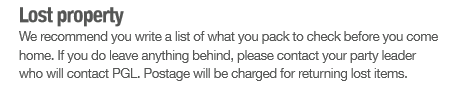 Lost property
We recommend you write a list of what you pack to check before you come
home. If you do leave anything behind, please contact your party leader
who will contact PGL. Postage will be charged for returning lost items.